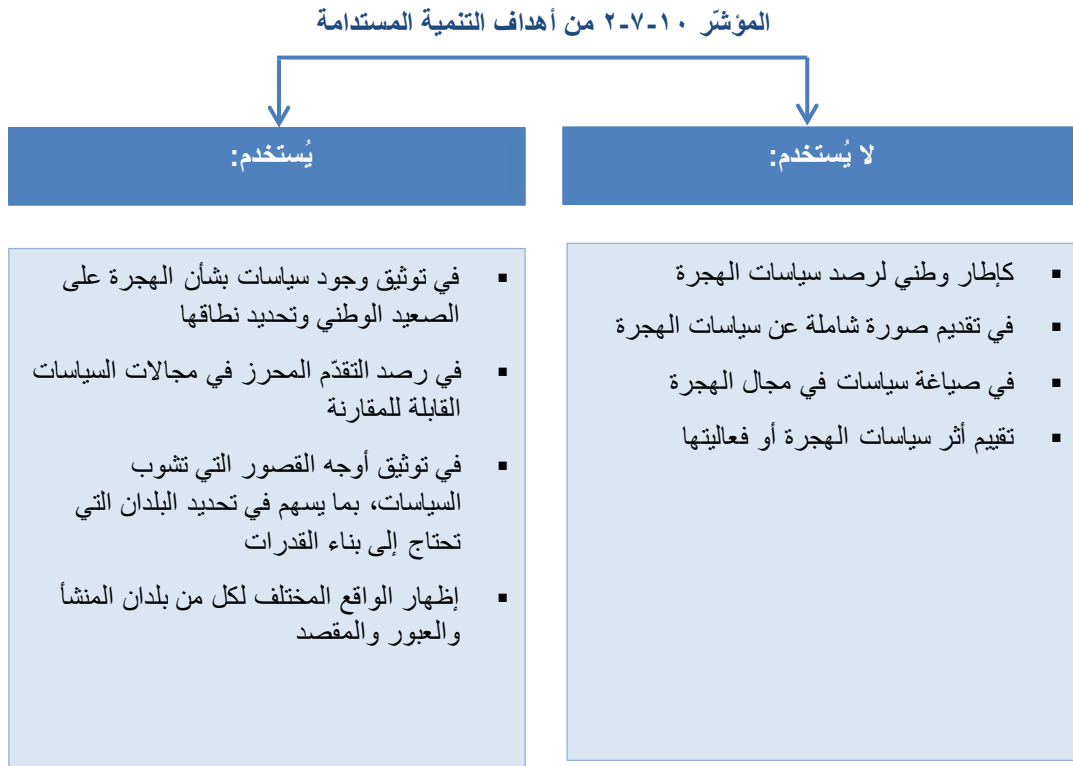 المؤشّر ١٠-٧-٢ من أهداف التنمية المستدامة
لا يُستخدم:
▪ كإطار وطني لرصد سياسات الهجرة
▪ في تقديم صورة شاملة عن سياسات الهجرة
▪ في صياغة سياسات في مجال الهجرة
▪ تقييم أثر سياسات الهجرة أو فعاليتها
يُستخدم:
▪ في توثيق وجود سياسات بشأن الهجرة على
الصعيد الوطني وتحديد نطاقها
▪ في رصد التقدّم المحرز في مجالات السياسات
القابلة للمقارنة
▪ في توثيق أوجه القصور التي تشوب
السياسات، بما يسهم في تحديد البلدان التي
تحتاج إلى بناء القدرات
▪ إظهار الواقع المختلف لكل من بلدان المنشأ
والعبور والمقصد